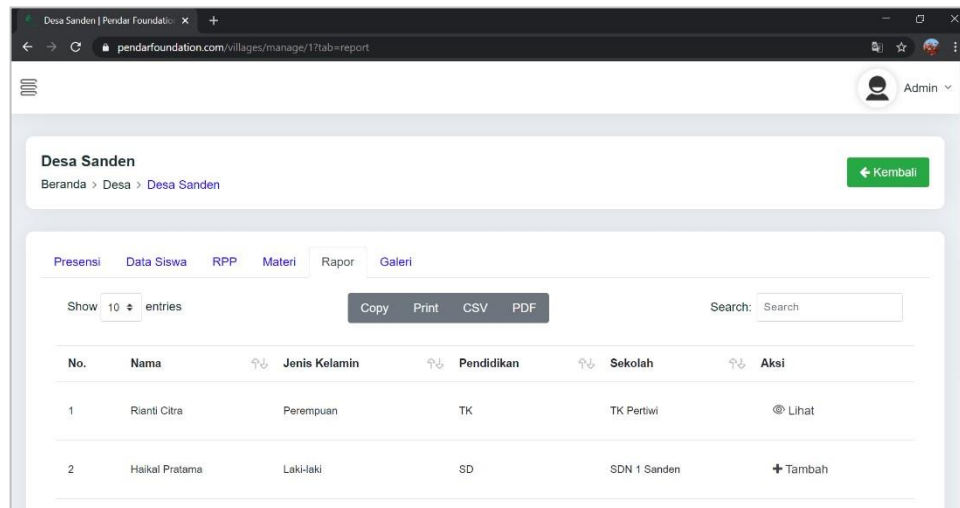 Desa Sanden | Pendar Foundatio
pendarfoundation.com/villages/manage/1?tab=report
Admin
Desa Sanden
Beranda > Desa > Desa Sanden
Kembali
Presensi Data Siswa RPP Materi Rapor Galeri
Show 10 entries Copy Print CSV PDF Search: Search
No. Nama Jenis Kelamin Pendidikan Sekolah Aksi
1 Rianti Citra Perempuan TK TK Pertiwi Lihat
2 Haikal Pratama Laki-laki SD SDN 1 Sanden Tambah